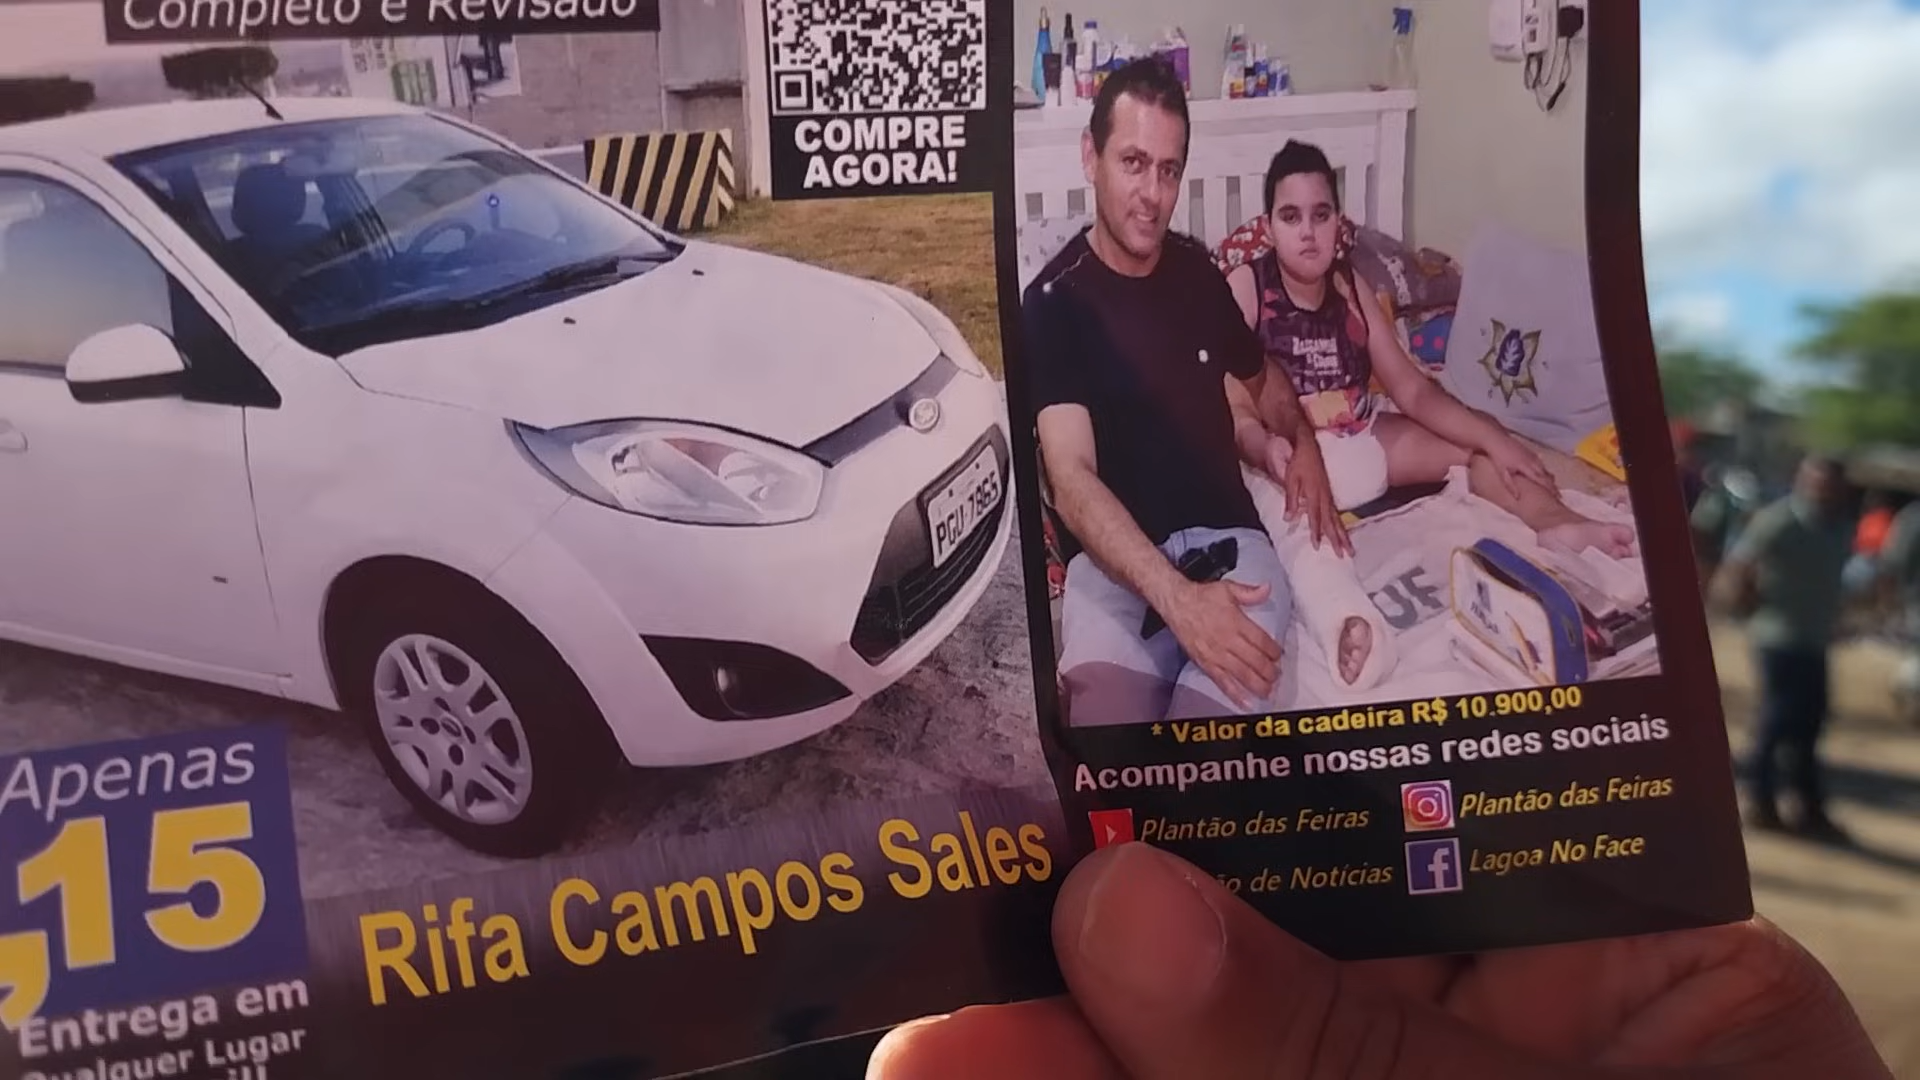 Completo e Revisado
COMPRE
AGORA!
PGU-7865
Apenas
,15
Entrega em
Qualquer Lugar
Rifa Campos Sales
* Valor da cadeira R$ 10.900,00
Acompanhe nossas redes sociais
Plantão das Feiras
Plantão das Feiras
de Notícias
Lagoa No Face